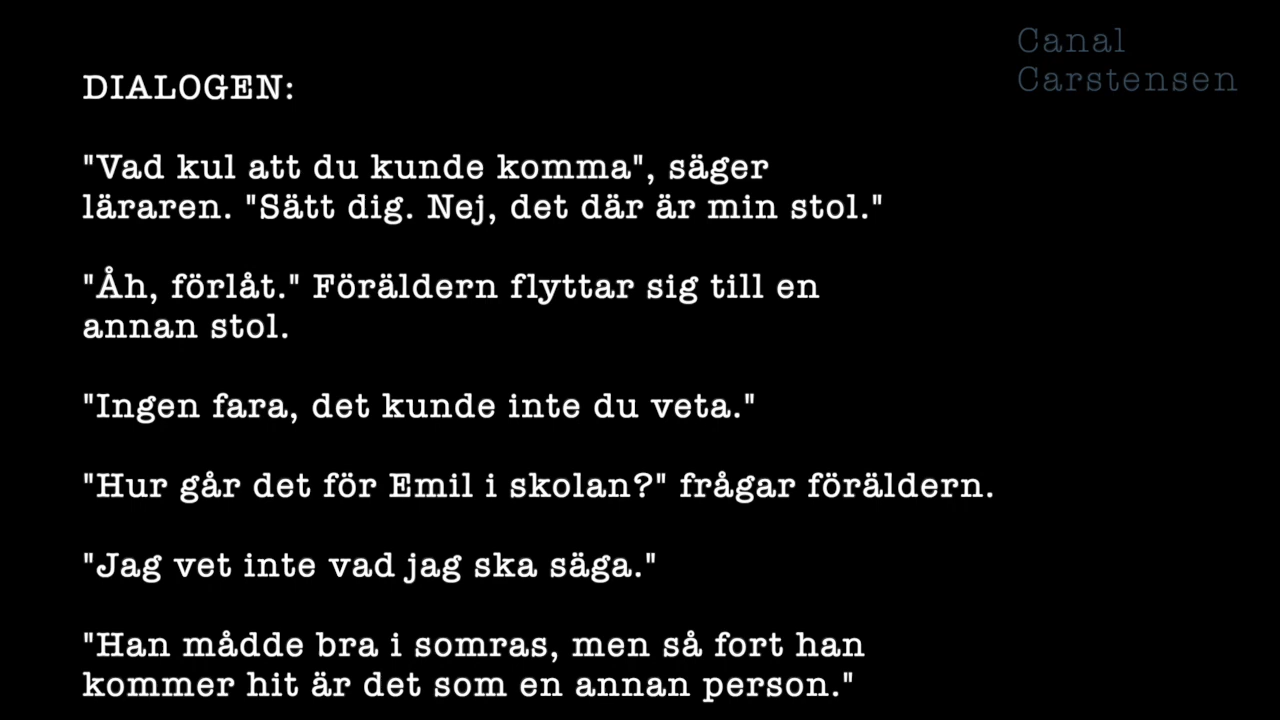 Canal
Carstensen
DIALOGEN:
"Vad kul att du kunde komma", säger
läraren. "Sätt dig. Nej, det där är min stol."
"Åh, förlåt." Föräldern flyttar sig till en
annan stol.
"Ingen fara, det kunde inte du veta."
"Hur går det för Emil i skolan?" frågar föräldern.
"Jag vet inte vad jag ska säga."
"Han mådde bra i somras, men så fort han
kommer hit är det som en annan person."